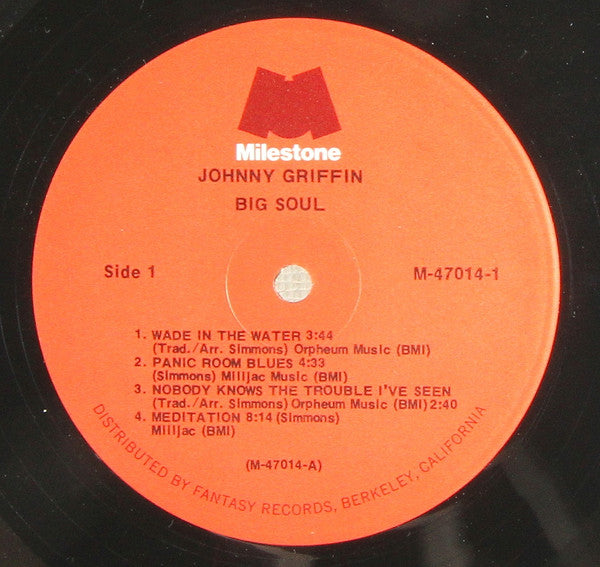 Milestone
JOHNNY GRIFFIN
BIG SOUL
Side 1
M-47014-1
1. WADE IN THE WATER 3:44
(Trad./Arr. Simmons) Orpheum Music (BMI)
2. PANIC ROOM BLUES 4:33
(Simmons) Milljac Music (BMI)
3. NOBODY KNOWS THE TROUBLE I'VE SEEN
(Trad./Arr. Simmons) Orpheum Music (BMI) 2:40
4. MEDITATION 8:14 (Simmons)
Milljac (BMI)
(M-47014-A)
DISTRIBUTED BY FANTASY RECORDS, BERKELEY, CALIFORNIA